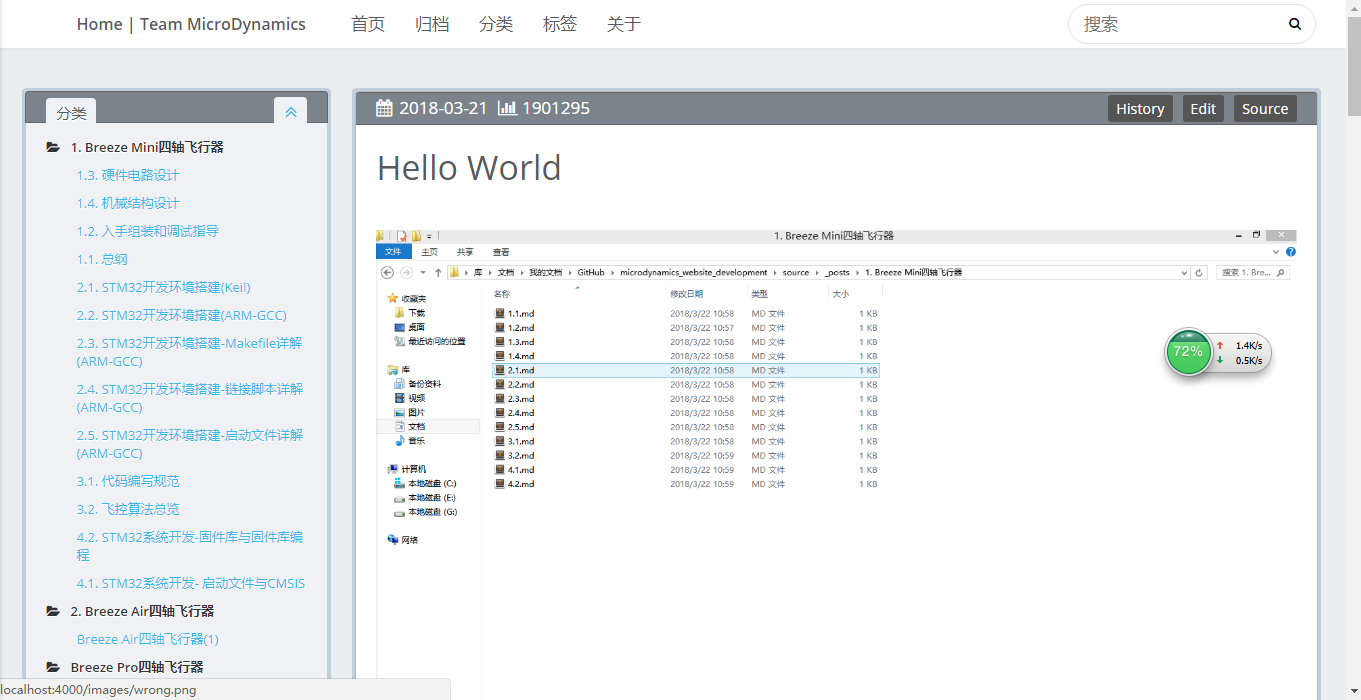 Home | Team MicroDynamics 首页 归档 分类 标签 关于 搜索
分类
1. Breeze Mini四轴飞行器
1.3. 硬件电路设计
1.4. 机械结构设计
1.2. 入手组装和调试指导
1.1. 总纲
2.1. STM32开发环境搭建(Keil)
2.2. STM32开发环境搭建(ARM-GCC)
2.3. STM32开发环境搭建-Makefile详解
(ARM-GCC)
2.4. STM32开发环境搭建-链接脚本详解
(ARM-GCC)
2.5. STM32开发环境搭建-启动文件详解
(ARM-GCC)
3.1. 代码编写规范
3.2. 飞控算法总览
4.2. STM32系统开发-固件库与固件库编
程
4.1. STM32系统开发- 启动文件与CMSIS
2. Breeze Air四轴飞行器
Breeze Air四轴飞行器(1)
Breeze Pro四轴飞行器
localhost:4000/images/wrong.png
2018-03-21 1901295 History Edit Source
Hello World
1. Breeze Mini四轴飞行器
文件 主页 共享 查看
库 文档 我的文档 GitHub microdynamics_website_development source _posts 1. Breeze Mini四轴飞行器 搜索 1. Bre...
收藏夹
下载
桌面
最近访问的位置
库
备份资料
视频
图片
文档
音乐
计算机
本地磁盘 (C:)
本地磁盘 (E:)
本地磁盘 (G:)
网络
名称 修改日期 类型 大小
1.1.md 2018/3/22 10:58 MD 文件 1 KB
1.2.md 2018/3/22 10:57 MD 文件 1 KB
1.3.md 2018/3/22 10:58 MD 文件 1 KB
1.4.md 2018/3/22 10:58 MD 文件 1 KB
2.1.md 2018/3/22 10:58 MD 文件 1 KB
2.2.md 2018/3/22 10:58 MD 文件 1 KB
2.3.md 2018/3/22 10:58 MD 文件 1 KB
2.4.md 2018/3/22 10:58 MD 文件 1 KB
2.5.md 2018/3/22 10:58 MD 文件 1 KB
3.1.md 2018/3/22 10:58 MD 文件 1 KB
3.2.md 2018/3/22 10:59 MD 文件 1 KB
4.1.md 2018/3/22 10:59 MD 文件 1 KB
4.2.md 2018/3/22 10:59 MD 文件 1 KB
72% 1.4K/s
0.5K/s